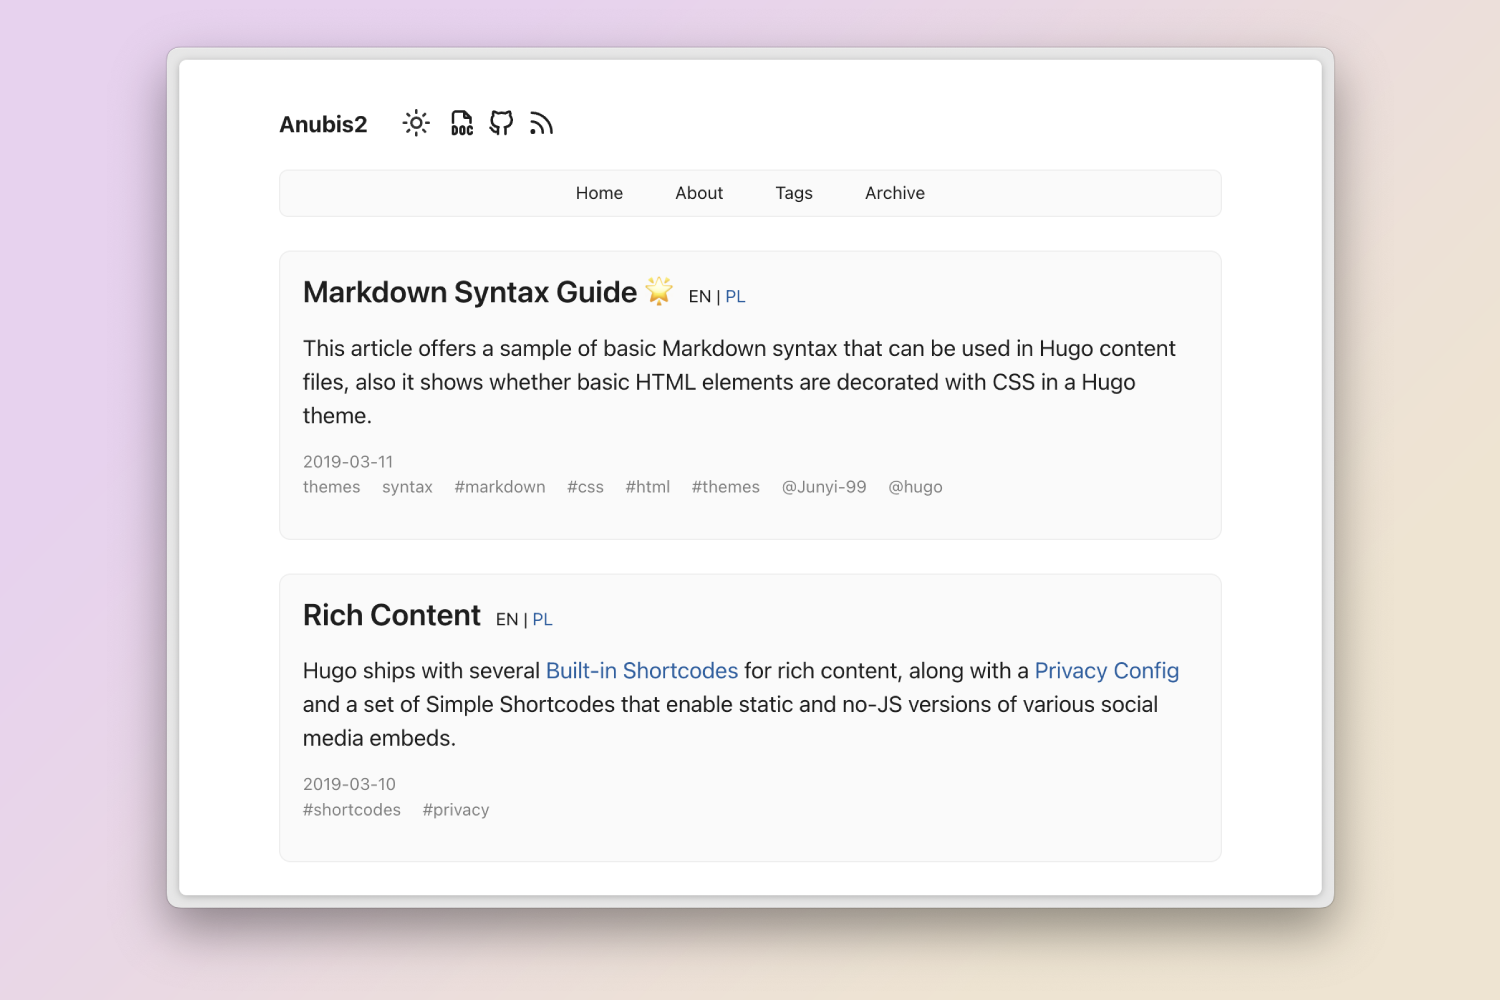 Anubis2
DOC
Home About Tags Archive
Markdown Syntax Guide 🌟 EN | PL
This article offers a sample of basic Markdown syntax that can be used in Hugo content
files, also it shows whether basic HTML elements are decorated with CSS in a Hugo
theme.
2019-03-11
themes syntax #markdown #css #html #themes @Junyi-99 @hugo
Rich Content EN | PL
Hugo ships with several Built-in Shortcodes for rich content, along with a Privacy Config
and a set of Simple Shortcodes that enable static and no-JS versions of various social
media embeds.
2019-03-10
#shortcodes #privacy